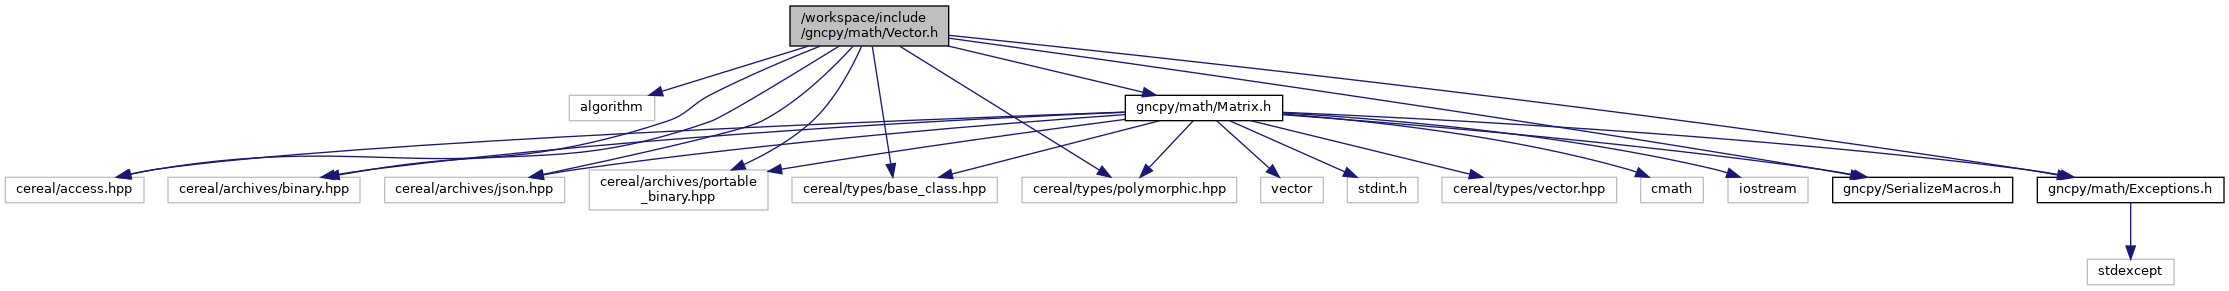 /workspace/include
/gncpy/math/Vector.h
algorithm
gncpy/math/Matrix.h
cereal/access.hpp
cereal/archives/binary.hpp
cereal/archives/json.hpp
cereal/archives/portable
_binary.hpp
cereal/types/base_class.hpp
cereal/types/polymorphic.hpp
vector
stdint.h
cereal/types/vector.hpp
cmath
iostream
gncpy/SerializeMacros.h
gncpy/math/Exceptions.h
stdexcept